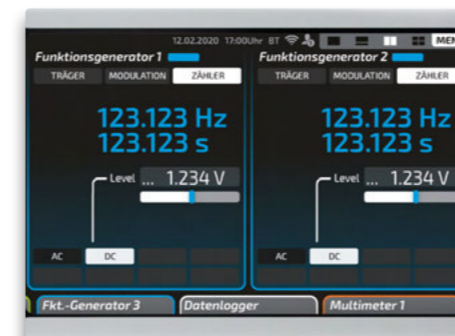 12.02.2020 17:00Uhr BT
Funktionsgenerator 1
TRÄGER MODULATION ZÄHLER
123.123 Hz
123.123 s
Level ... 1.234 V
AC DC
Funktionsgenerator 2
TRÄGER MODULATION ZÄHLER
123.123 Hz
123.123 s
Level ... 1.234 V
AC DC
Fkt.-Generator 3 Datenlogger Multimeter 1